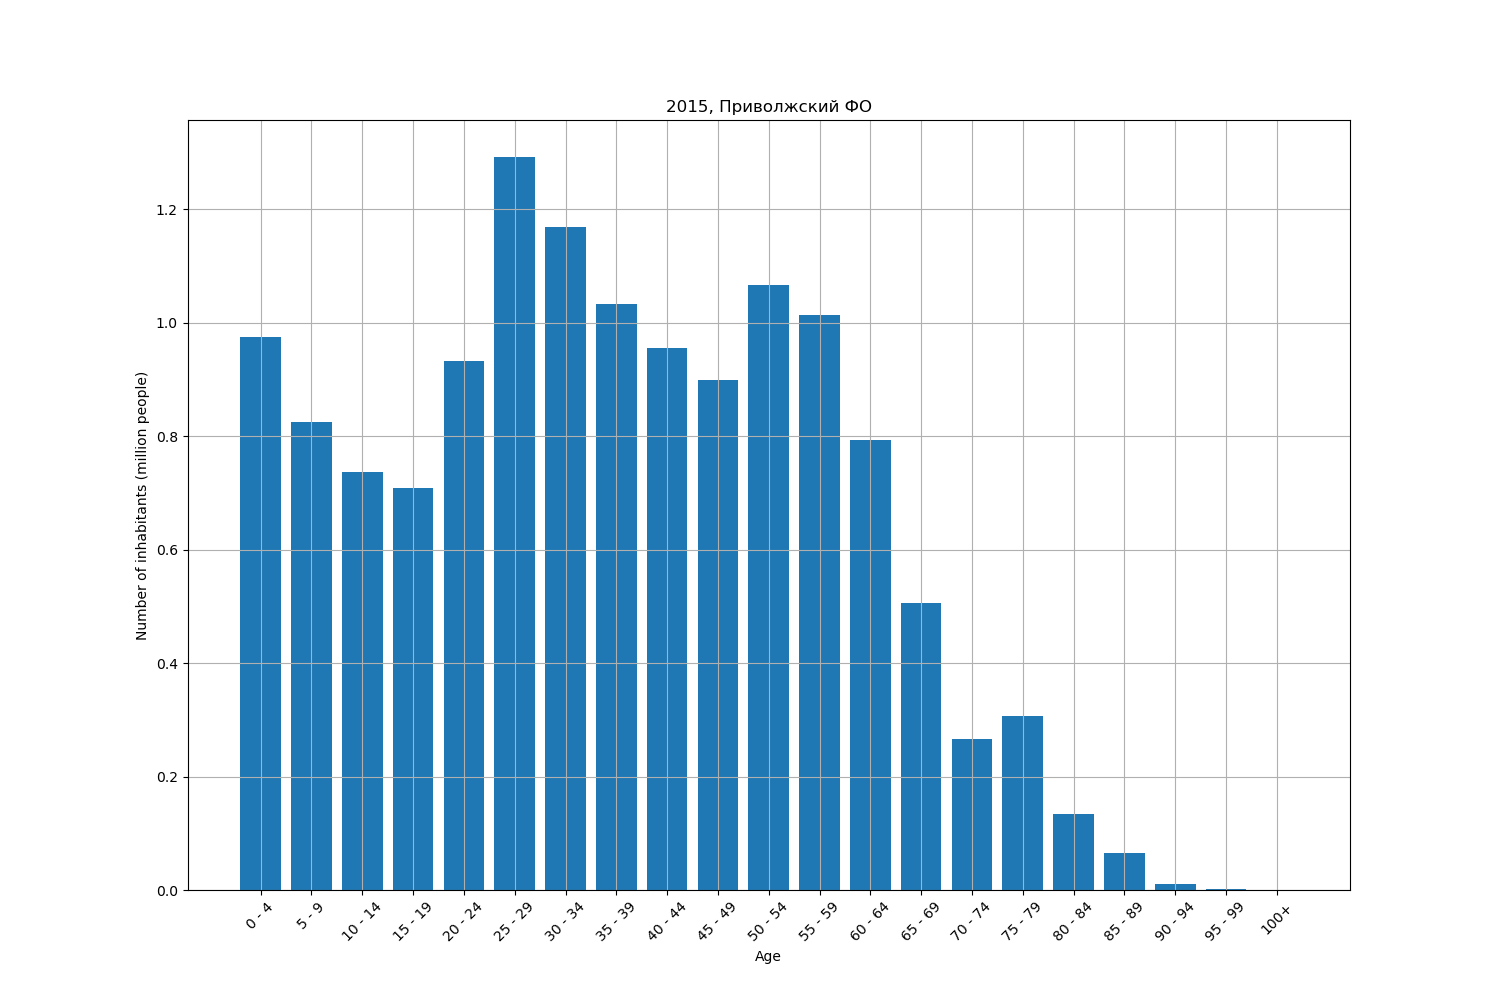 2015, Приволжский ФО
Number of inhabitants (million people)
1.2
1.0
0.8
0.6
0.4
0.2
0.0
0 - 4
5 - 9
10 - 14
15 - 19
20 - 24
25 - 29
30 - 34
35 - 39
40 - 44
45 - 49
50 - 54
55 - 59
60 - 64
65 - 69
70 - 74
75 - 79
80 - 84
85 - 89
90 - 94
95 - 99
100+
Age